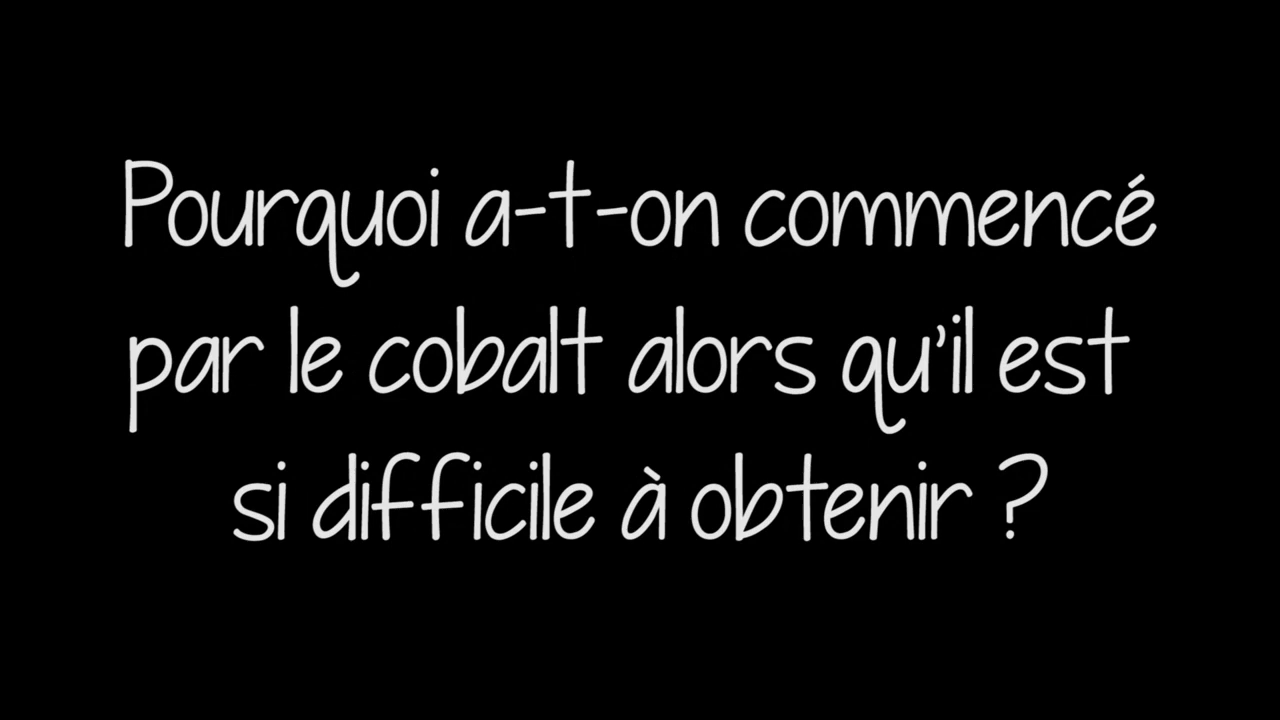 Pourquoi a-t-on commencé
par le cobalt alors qu'il est
si difficile à obtenir ?